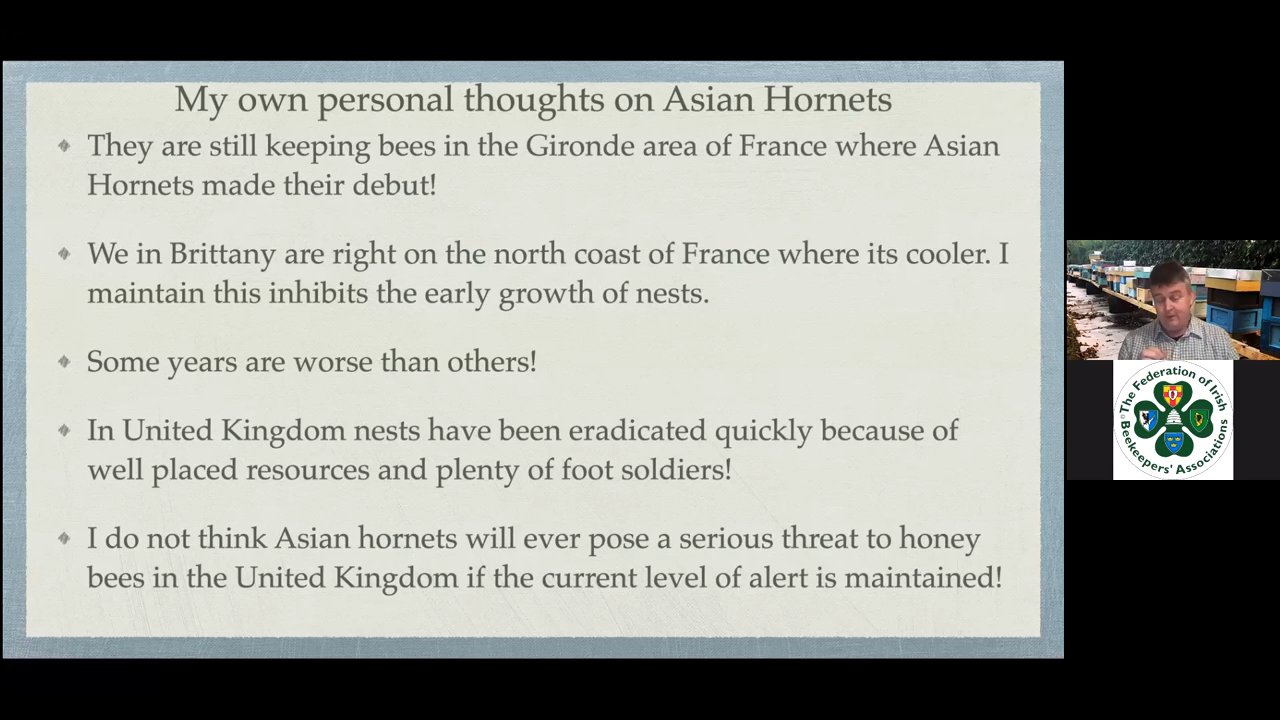 My own personal thoughts on Asian Hornets
They are still keeping bees in the Gironde area of France where Asian
Hornets made their debut!
We in Brittany are right on the north coast of France where its cooler. I
maintain this inhibits the early growth of nests.
Some years are worse than others!
In United Kingdom nests have been eradicated quickly because of
well placed resources and plenty of foot soldiers!
I do not think Asian hornets will ever pose a serious threat to honey
bees in the United Kingdom if the current level of alert is maintained!
The Federation of Irish
Beekeepers' Associations